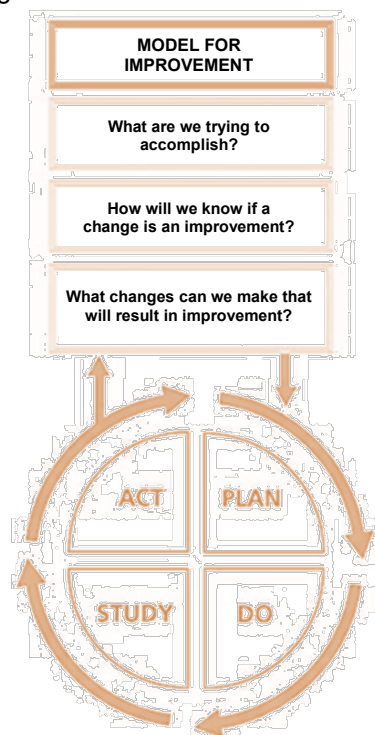 MODEL FOR
IMPROVEMENT
What are we trying to
accomplish?
How will we know if a
change is an improvement?
What changes can we make that
will result in improvement?
ACT
PLAN
STUDY
DO